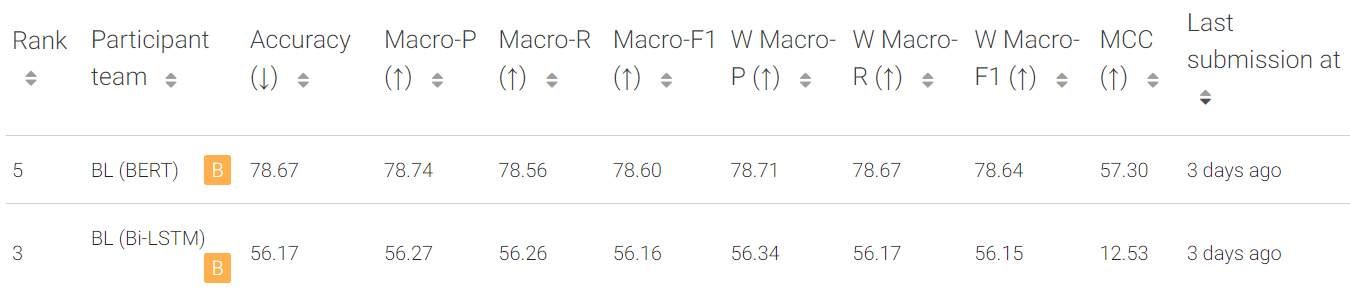 Rank Participant team Accuracy (↓) Macro-P (↑) Macro-R (↑) Macro-F1 (↑) W Macro-P (↑) W Macro-R (↑) W Macro-F1 (↑) MCC (↑) Last submission at
5 BL (BERT) B 78.67 78.74 78.56 78.60 78.71 78.67 78.64 57.30 3 days ago
3 BL (Bi-LSTM) B 56.17 56.27 56.26 56.16 56.34 56.17 56.15 12.53 3 days ago